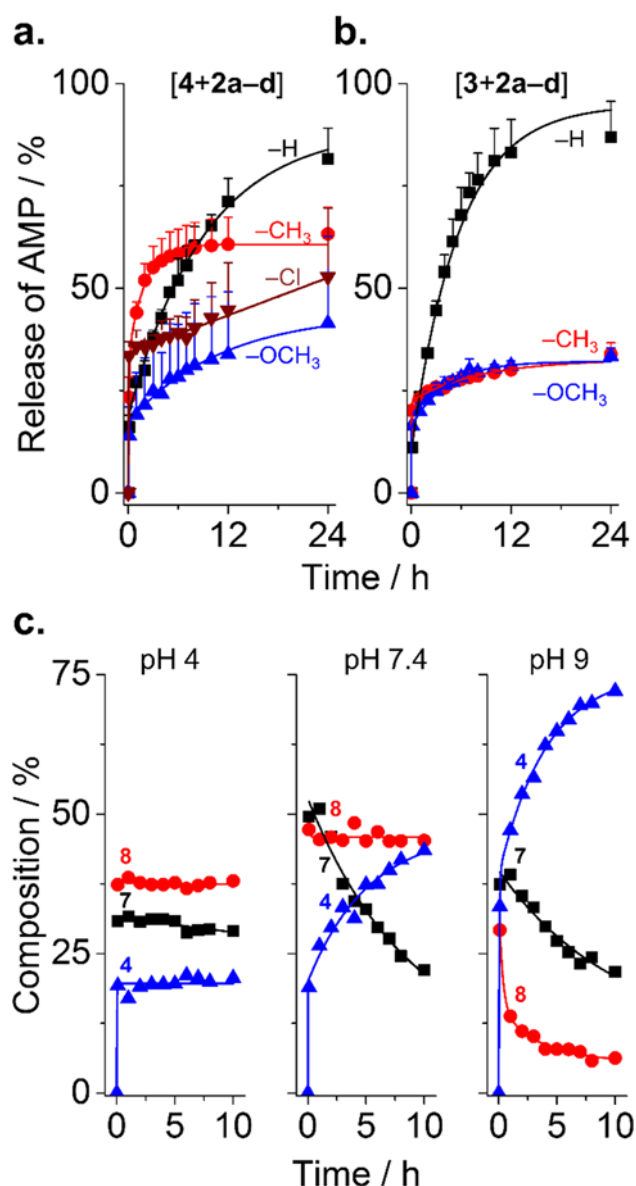 a.
b.
[4+2a–d]
[3+2a–d]
Release of AMP / %
100
50
0
–H
–CH₃
–Cl
–OCH₃
0
12
24
100
50
0
–H
–CH₃
–OCH₃
0
12
24
Time / h
c.
pH 4
pH 7.4
pH 9
Composition / %
75
50
25
0
8
7
4
0
5
10
8
7
4
0
5
10
4
7
8
0
5
10
Time / h